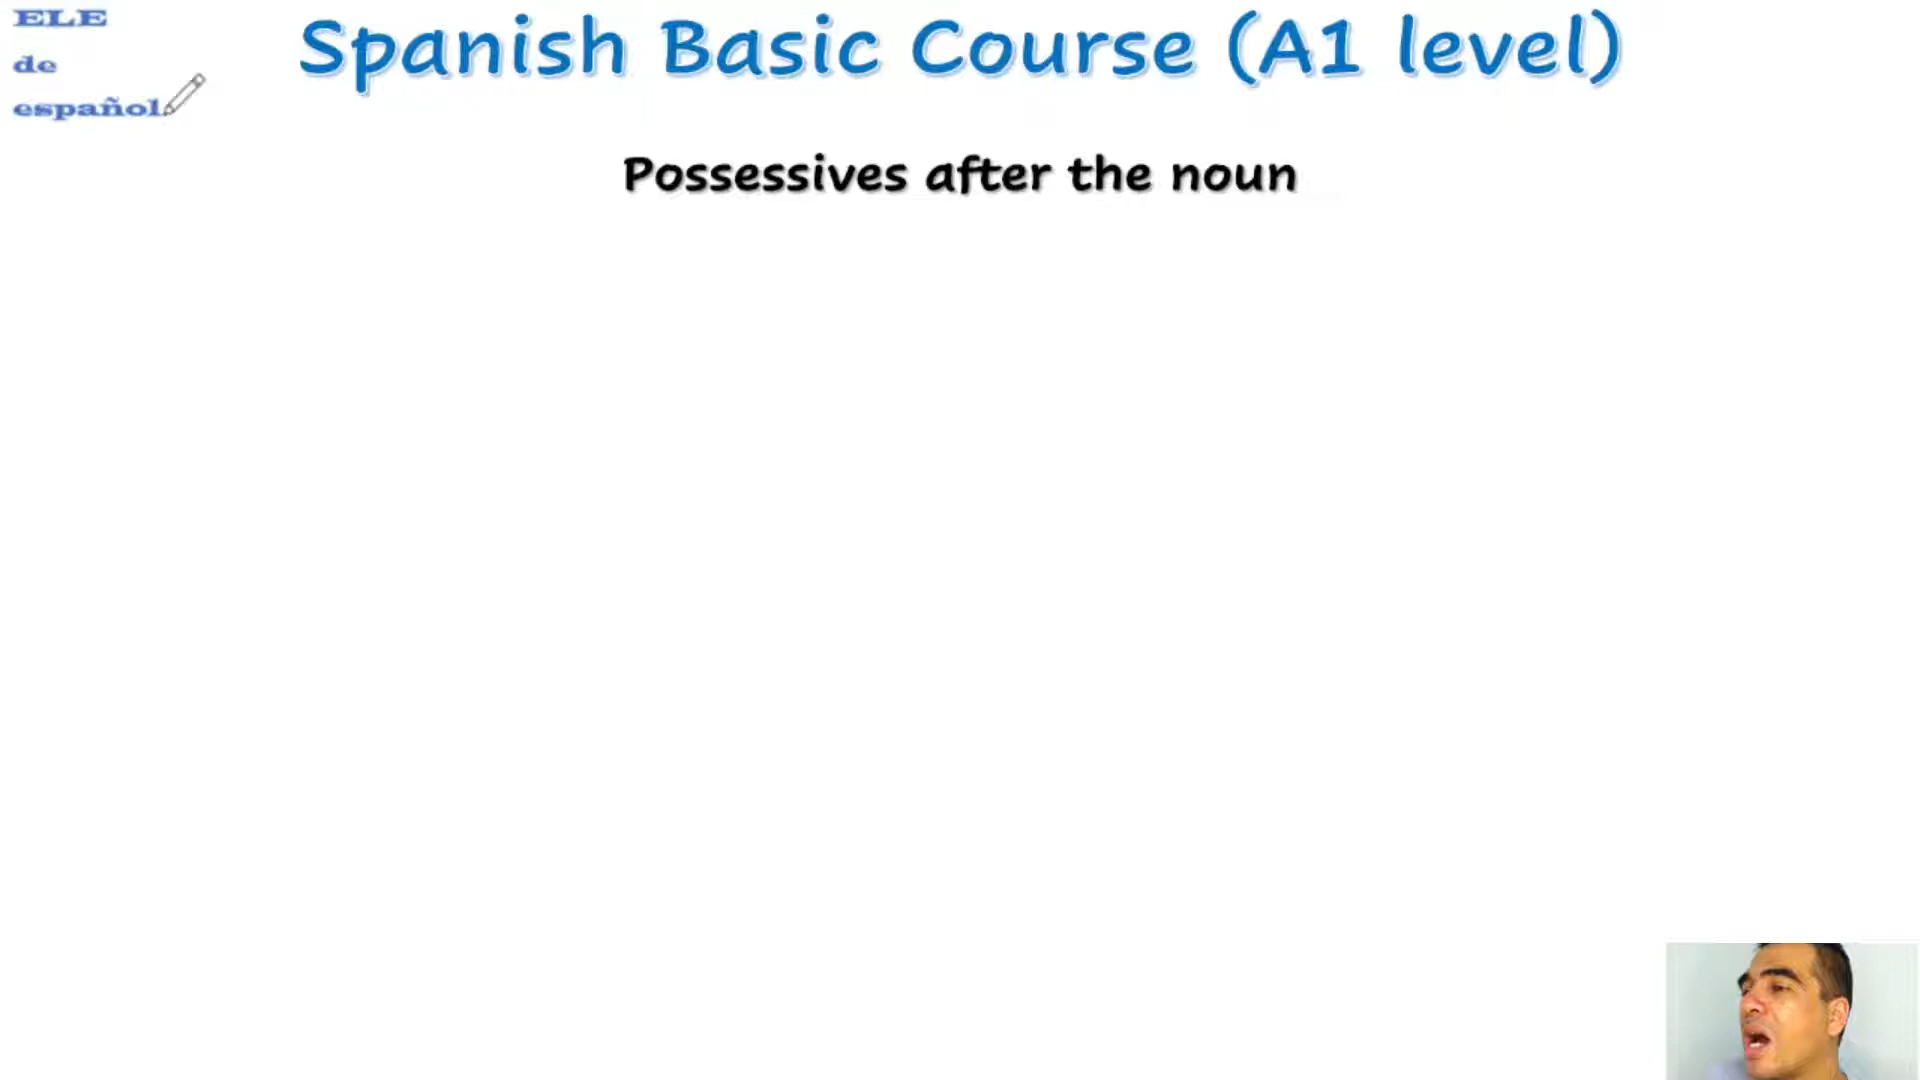 ELE
de
español
Spanish Basic Course (A1 level)
Possessives after the noun